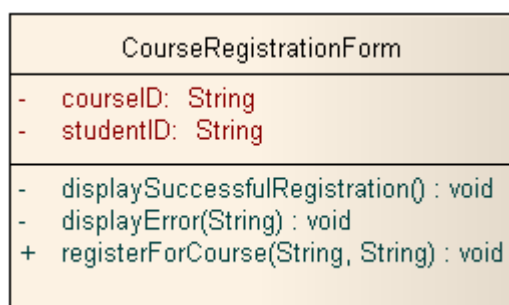 CourseRegistrationForm
- courseID: String
- studentID: String
- displaySuccessfulRegistration() : void
- displayError(String) : void
+ registerForCourse(String, String) : void